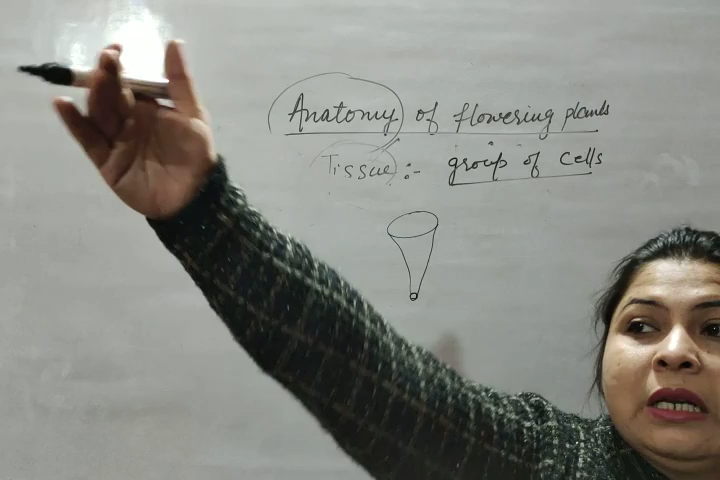 Anatomy of flowering plants
Tissue :- group of cells